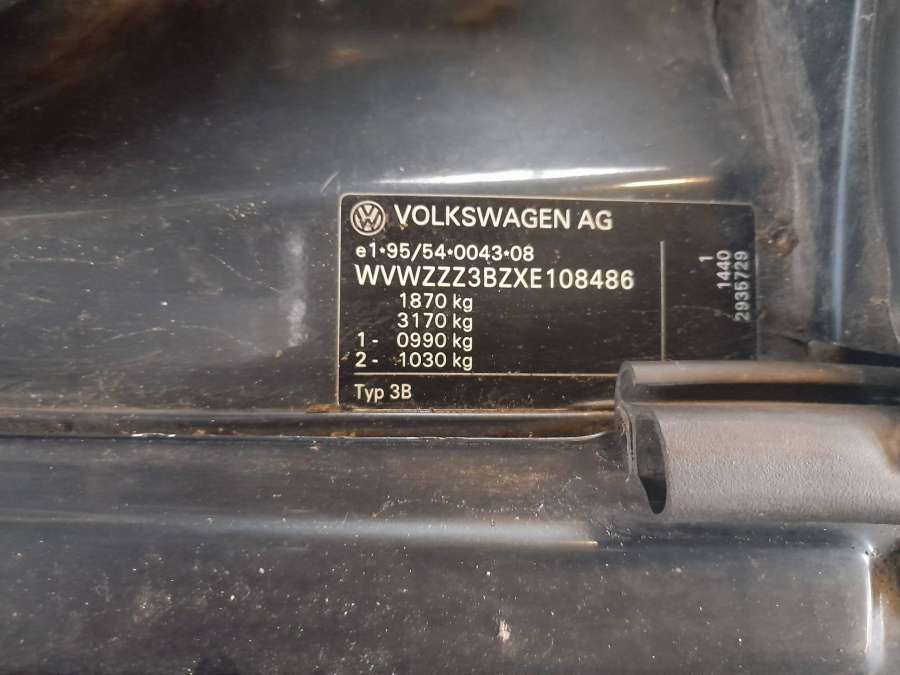 VOLKSWAGEN AG
e1*95/54*0043*08
WVWZZZ3BZXE108486
1870 kg
3170 kg
1 - 0990 kg
2 - 1030 kg
Typ 3B
1
1440
2935729